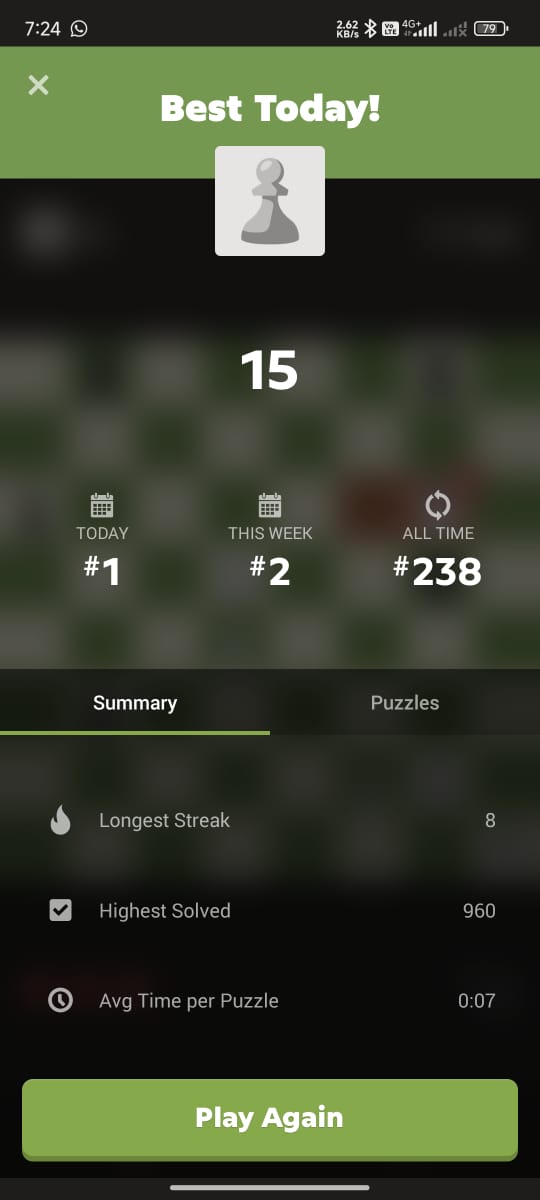 7:24
2.62
KB/s
Vo
LTE
4G+
79
Best Today!
15
TODAY
THIS WEEK
ALL TIME
#1
#2
#238
Summary
Puzzles
Longest Streak
8
Highest Solved
960
Avg Time per Puzzle
0:07
Play Again